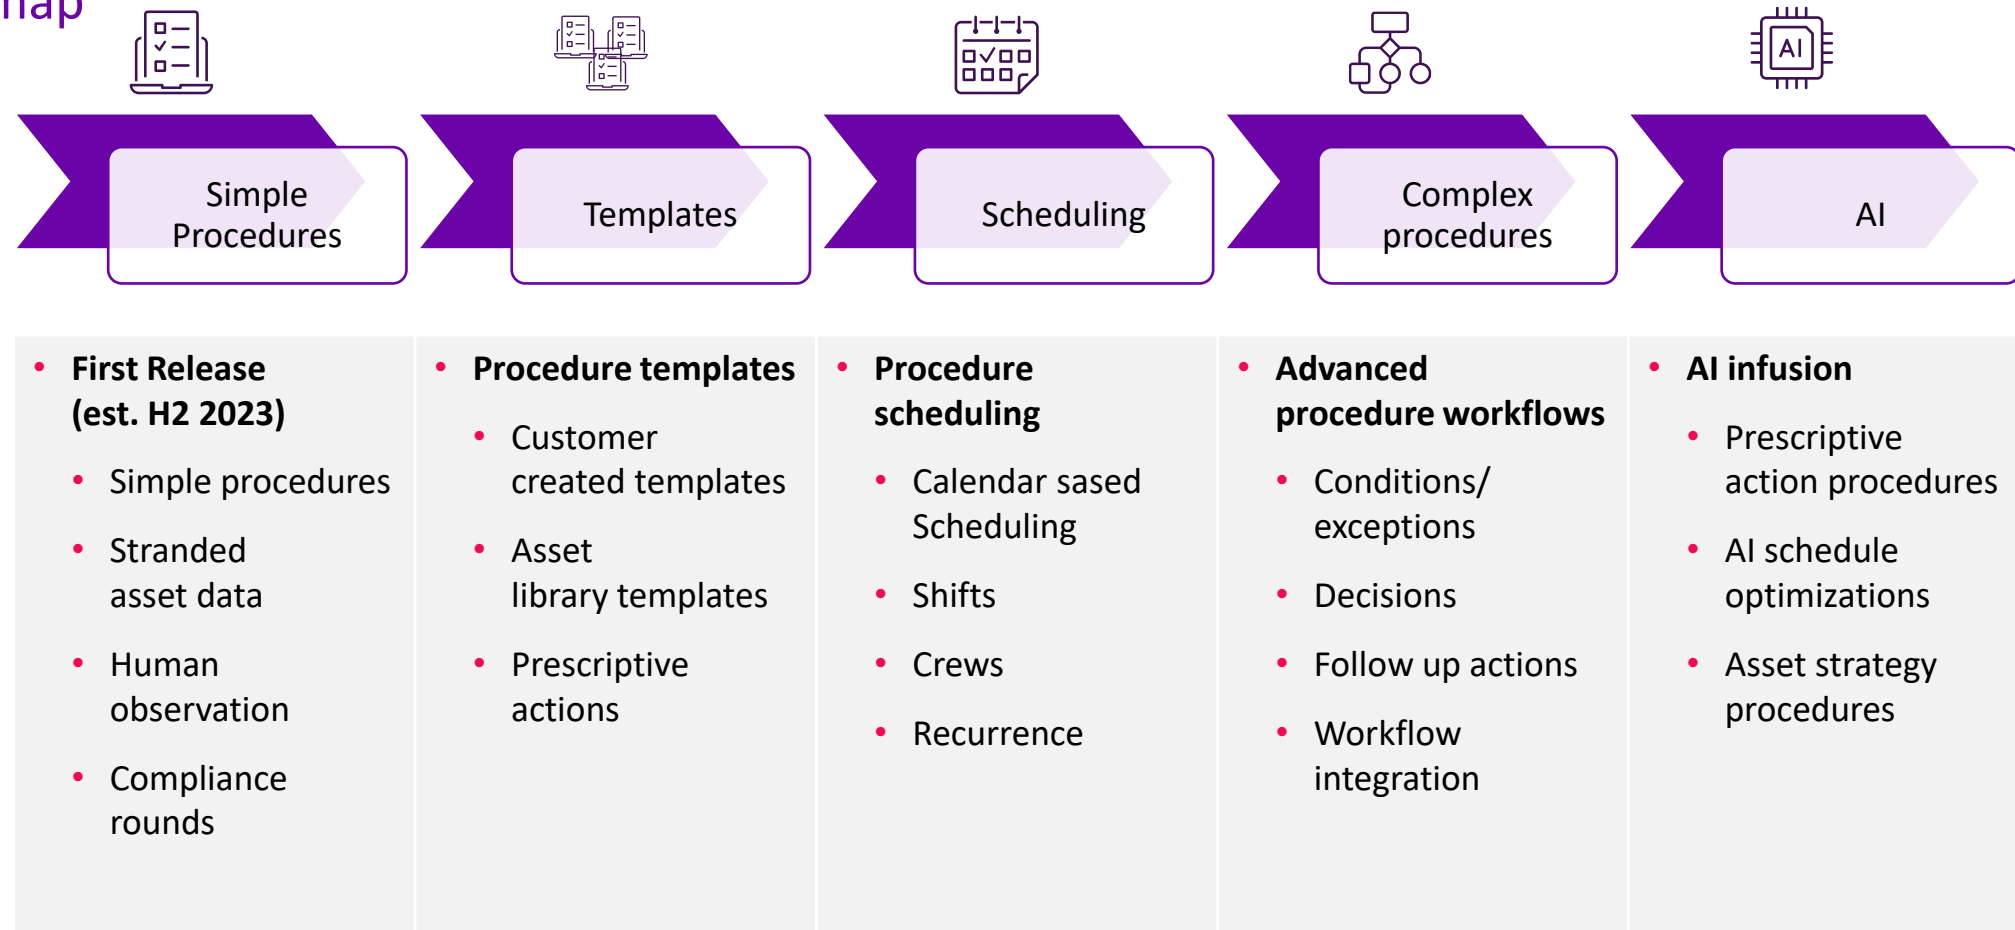 map
AI
Simple
Procedures
Templates
Scheduling
Complex
procedures
AI
• First Release
(est. H2 2023)
• Simple procedures
• Stranded
asset data
• Human
observation
• Compliance
rounds
• Procedure templates
• Customer
created templates
• Asset
library templates
• Prescriptive
actions
• Procedure
scheduling
• Calendar sased
Scheduling
• Shifts
• Crews
• Recurrence
• Advanced
procedure workflows
• Conditions/
exceptions
• Decisions
• Follow up actions
• Workflow
integration
• AI infusion
• Prescriptive
action procedures
• AI schedule
optimizations
• Asset strategy
procedures